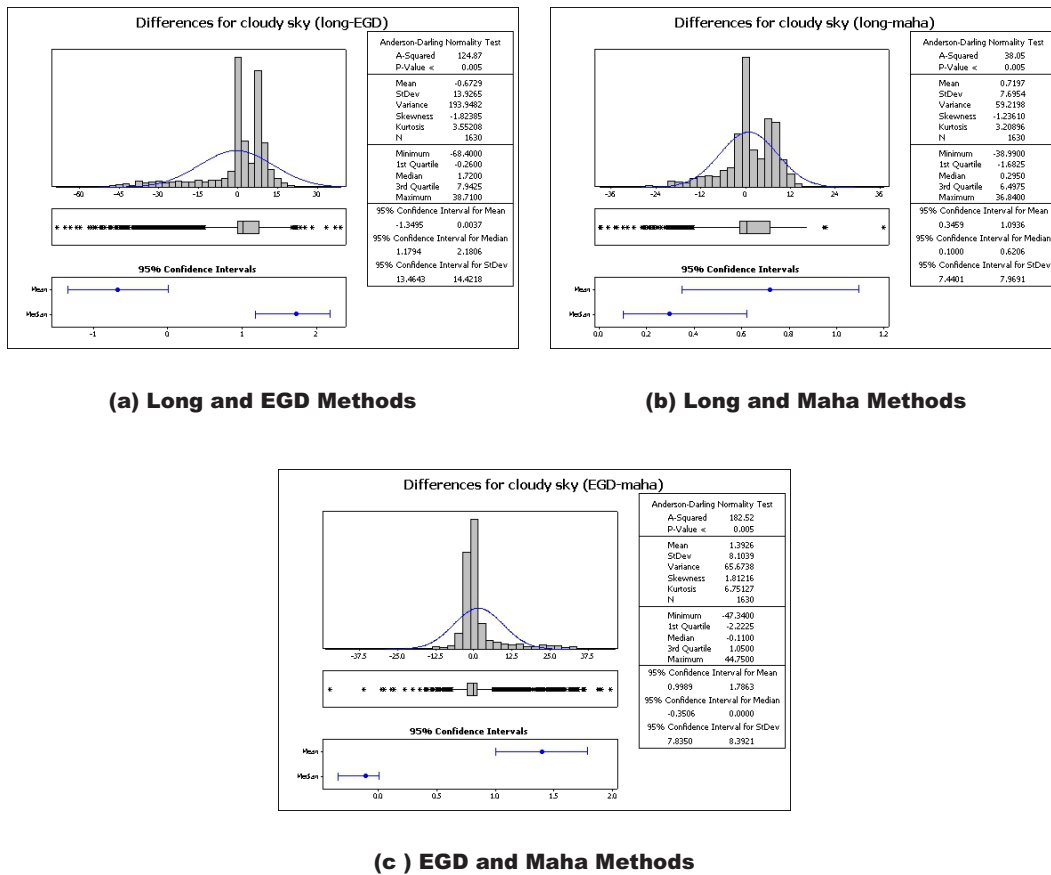 Differences for cloudy sky (long-EGD)
Anderson-Darling Normality Test
A-Squared 124.87
P-Value < 0.005
Mean -0.6729
StDev 13.9265
Variance 193.9482
Skewness -1.82385
Kurtosis 3.55208
N 1630
Minimum -68.4000
1st Quartile -0.2600
Median 1.7200
3rd Quartile 7.9425
Maximum 38.7100
95% Confidence Interval for Mean
-1.3495 0.0037
95% Confidence Interval for Median
1.1794 2.1806
95% Confidence Interval for StDev
13.4643 14.4218
-60 -45 -30 -15 0 15 30
95% Confidence Intervals
Mean
Median
-1 0 1 2
(a) Long and EGD Methods
Differences for cloudy sky (long-maha)
Anderson-Darling Normality Test
A-Squared 38.05
P-Value < 0.005
Mean 0.7197
StDev 7.6954
Variance 59.2198
Skewness -1.23610
Kurtosis 3.20896
N 1630
Minimum -38.9900
1st Quartile -1.6825
Median 0.2950
3rd Quartile 6.4975
Maximum 36.8400
95% Confidence Interval for Mean
0.3459 1.0936
95% Confidence Interval for Median
0.1000 0.6206
95% Confidence Interval for StDev
7.4401 7.9691
-36 -24 -12 0 12 24 36
95% Confidence Intervals
Mean
Median
0.0 0.2 0.4 0.6 0.8 1.0 1.2
(b) Long and Maha Methods
Differences for cloudy sky (EGD-maha)
Anderson-Darling Normality Test
A-Squared 182.52
P-Value < 0.005
Mean 1.3926
StDev 8.1039
Variance 65.6738
Skewness 1.81216
Kurtosis 6.75127
N 1630
Minimum -47.3400
1st Quartile -2.2225
Median -0.1100
3rd Quartile 1.0500
Maximum 44.7500
95% Confidence Interval for Mean
0.9989 1.7863
95% Confidence Interval for Median
-0.3506 0.0000
95% Confidence Interval for StDev
7.8350 8.3921
-37.5 -25.0 -12.5 0.0 12.5 25.0 37.5
95% Confidence Intervals
Mean
Median
0.0 0.5 1.0 1.5 2.0
(c ) EGD and Maha Methods